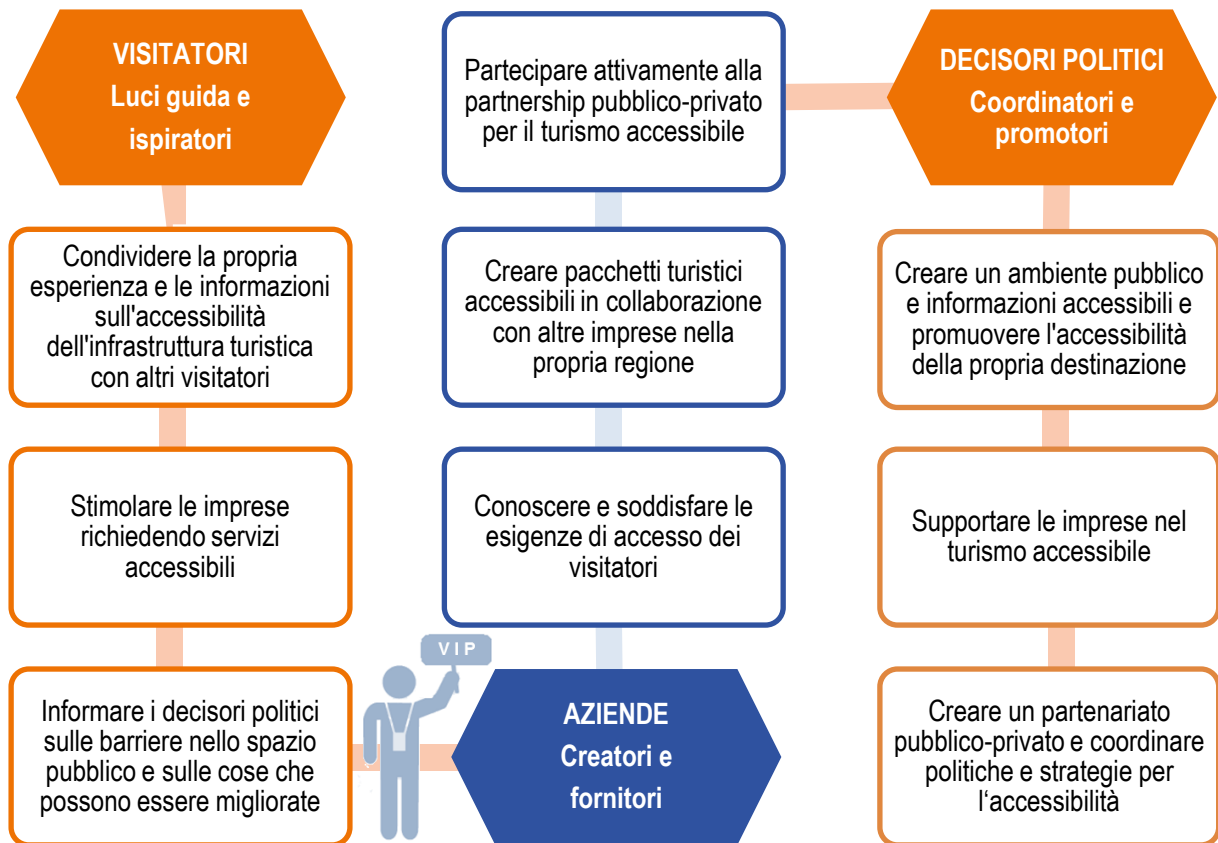 VISITATORI
Luci guida e
ispiratori
Condividere la propria
esperienza e le informazioni
sull'accessibilità
dell'infrastruttura turistica
con altri visitatori
Stimolare le imprese
richiedendo servizi
accessibili
Informare i decisori politici
sulle barriere nello spazio
pubblico e sulle cose che
possono essere migliorate
VIP
AZIENDE
Creatori e
fornitori
Conoscere e soddisfare le
esigenze di accesso dei
visitatori
Creare pacchetti turistici
accessibili in collaborazione
con altre imprese nella
propria regione
Partecipare attivamente alla
partnership pubblico-privato
per il turismo accessibile
DECISORI POLITICI
Coordinatori e
promotori
Creare un ambiente pubblico
e informazioni accessibili e
promuovere l'accessibilità
della propria destinazione
Supportare le imprese nel
turismo accessibile
Creare un partenariato
pubblico-privato e coordinare
politiche e strategie per
l‘accessibilità